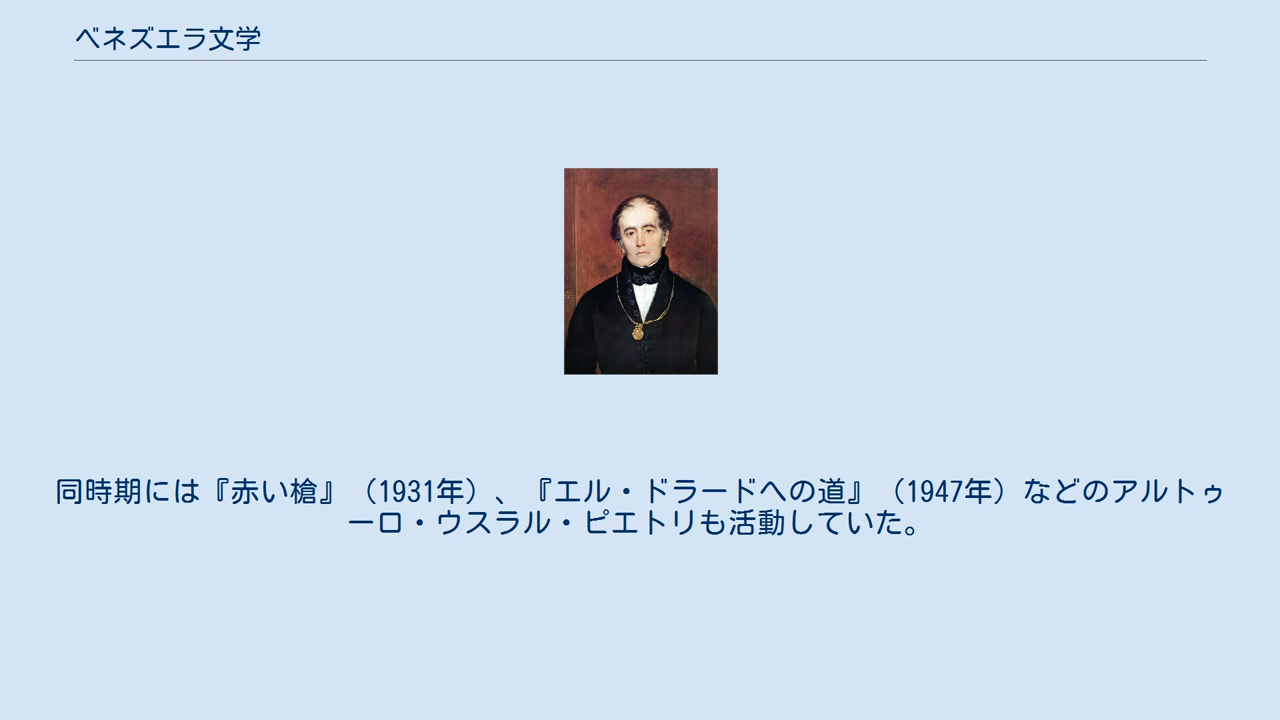 ベネズエラ文学
同時期には『赤い槍』（1931年）、『エル・ドラードへの道』（1947年）などのアルトゥ
ーロ・ウスラル・ピエトリも活動していた。